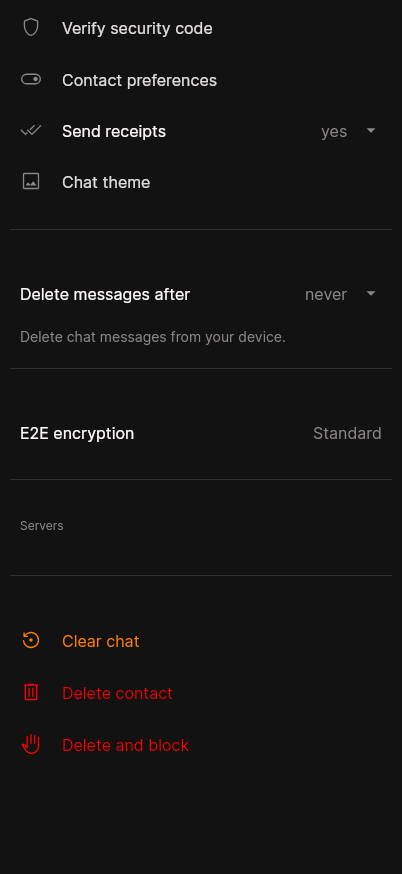 Verify security code
Contact preferences
Send receipts yes
Chat theme
Delete messages after never
Delete chat messages from your device.
E2E encryption Standard
Servers
Clear chat
Delete contact
Delete and block